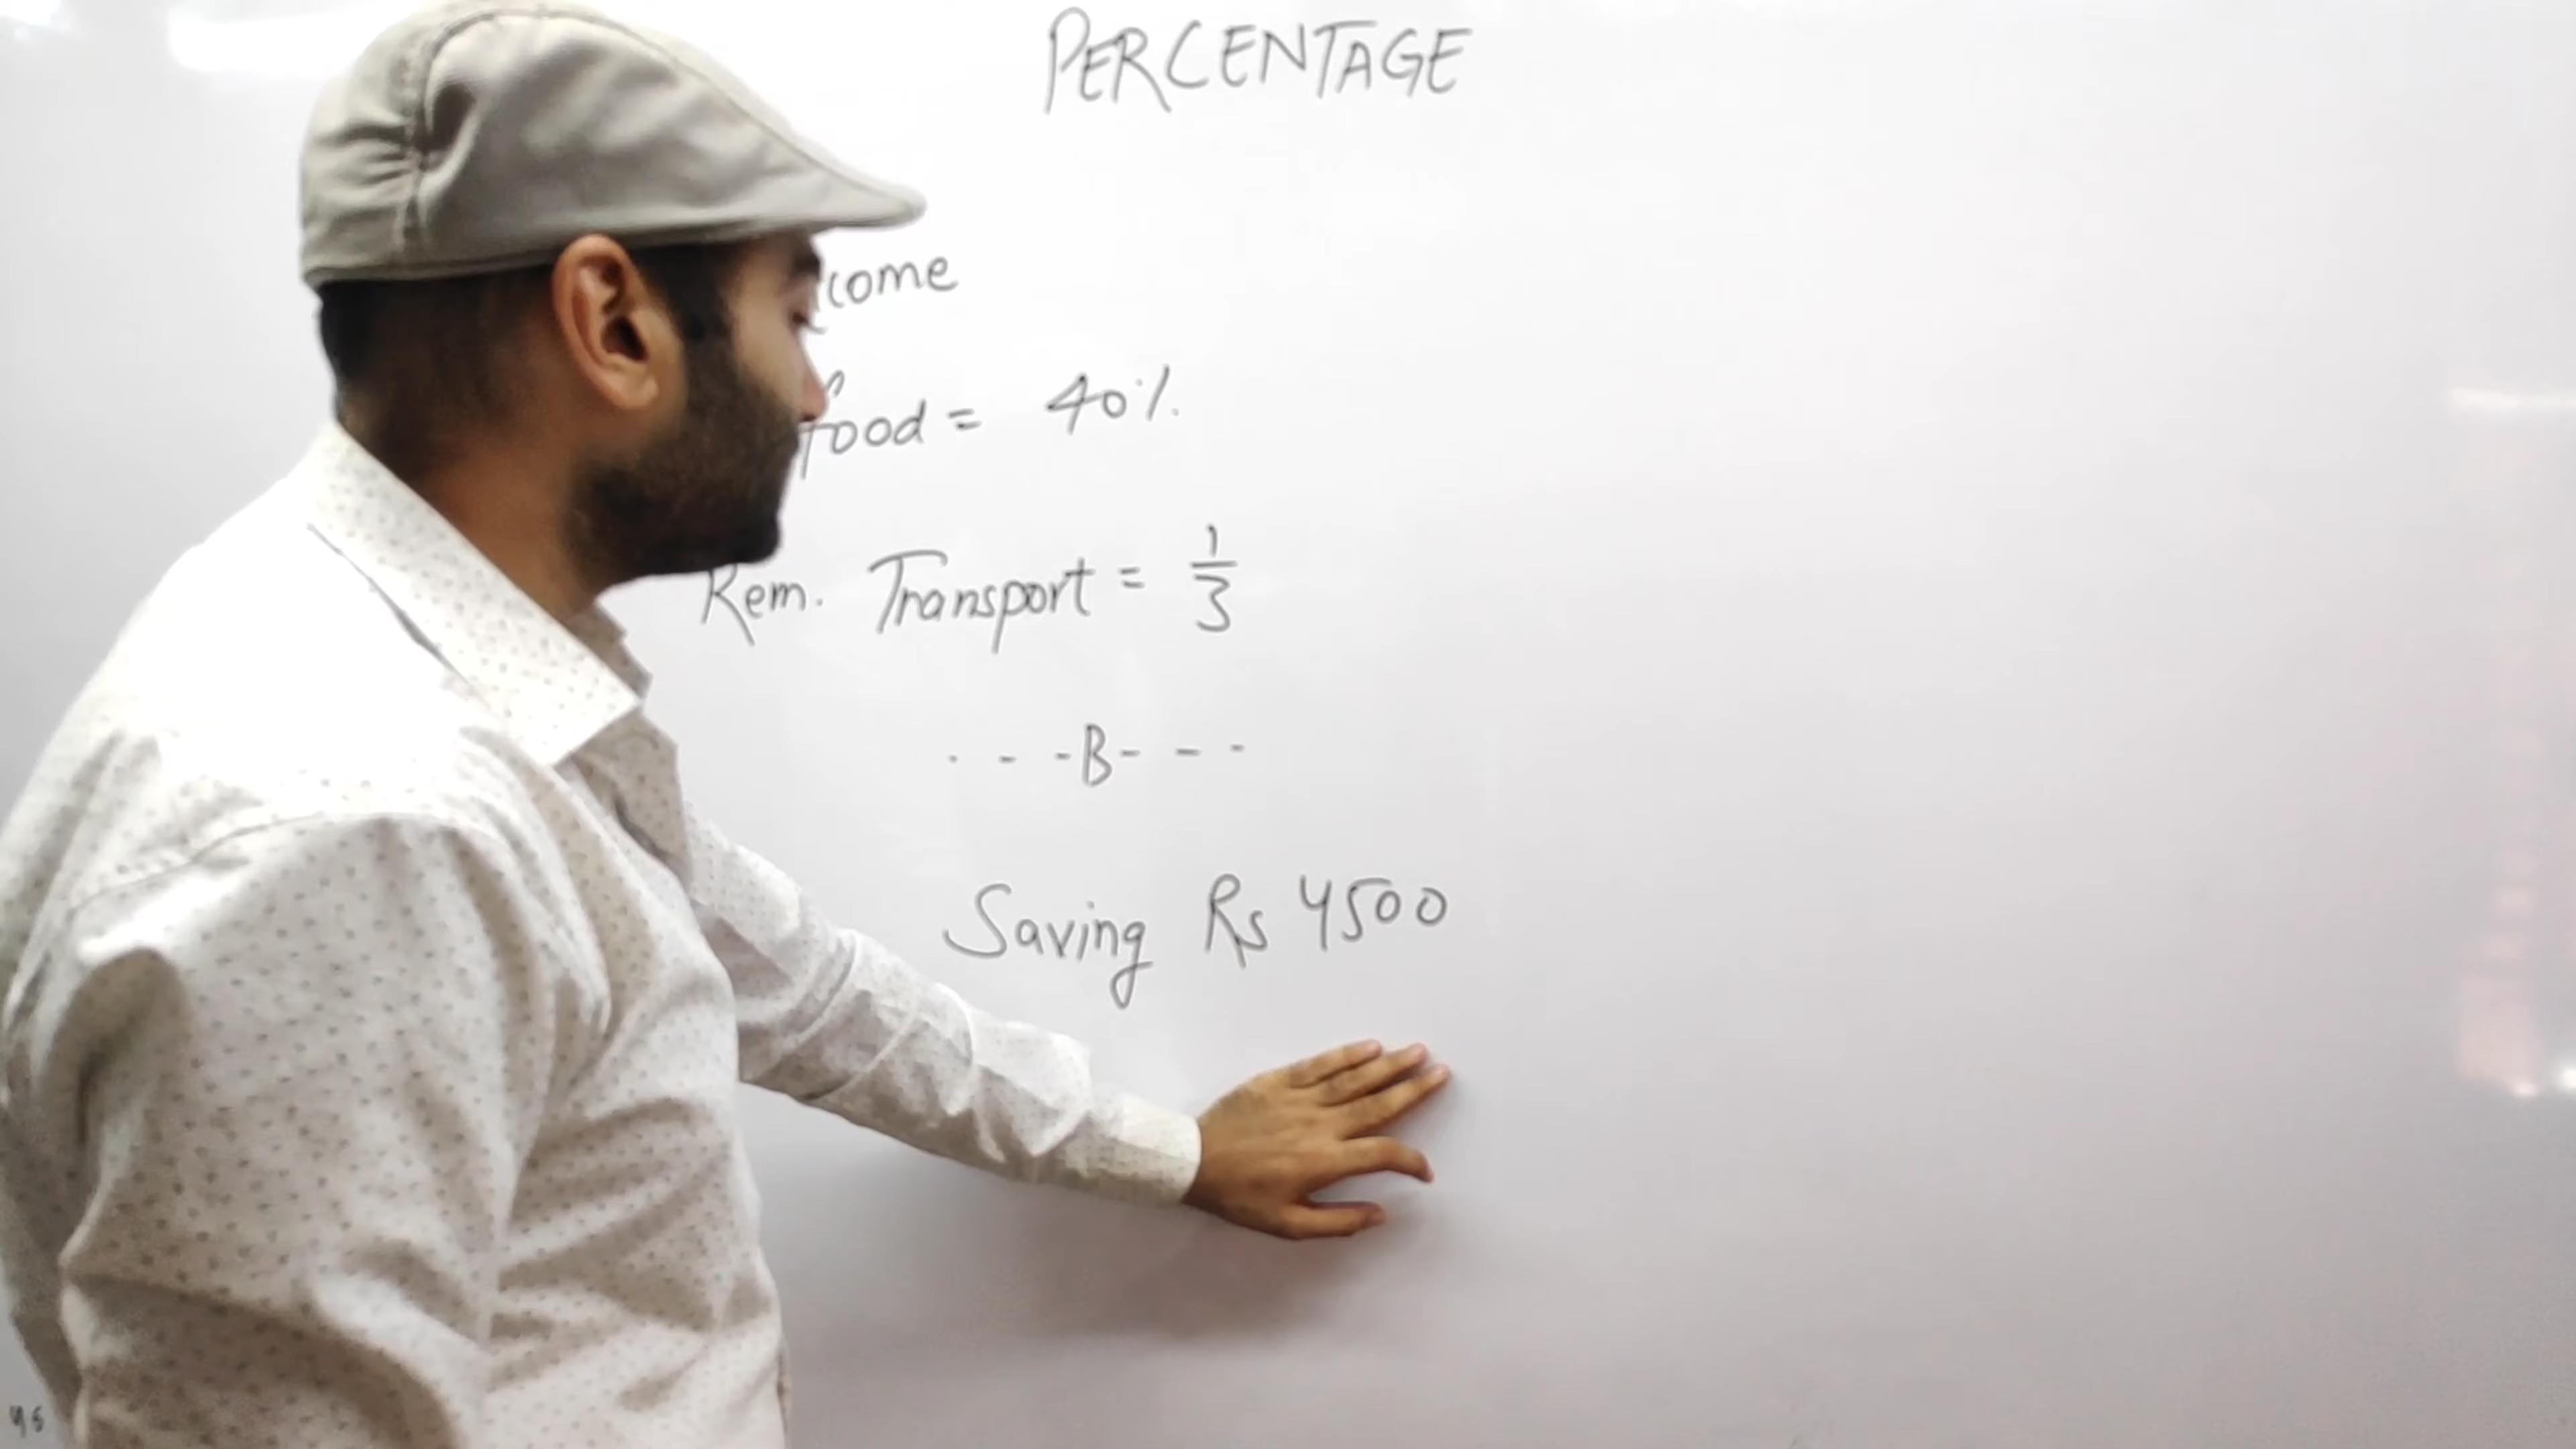 PERCENTAGE
come
food = 40%
Rem. Transport = 1/3
. - -B- - -
Saving Rs 4500